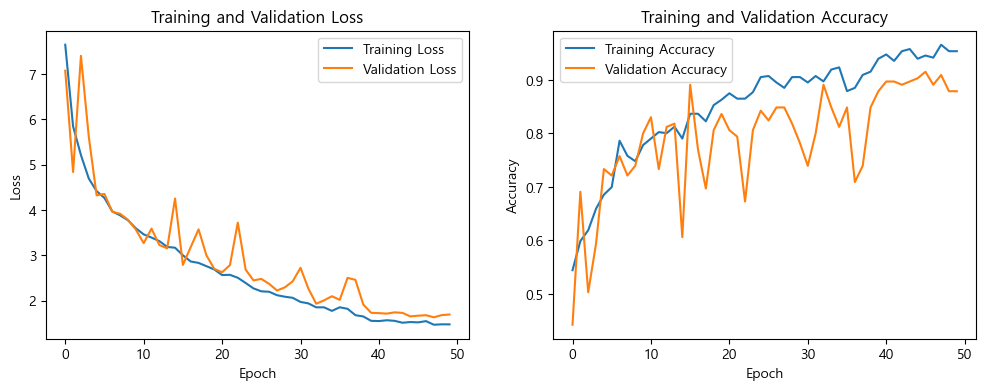 Training and Validation Loss
Training Loss
Validation Loss
Loss
7
6
5
4
3
2
0 10 20 30 40 50
Epoch
Training and Validation Accuracy
Training Accuracy
Validation Accuracy
Accuracy
0.9
0.8
0.7
0.6
0.5
0 10 20 30 40 50
Epoch